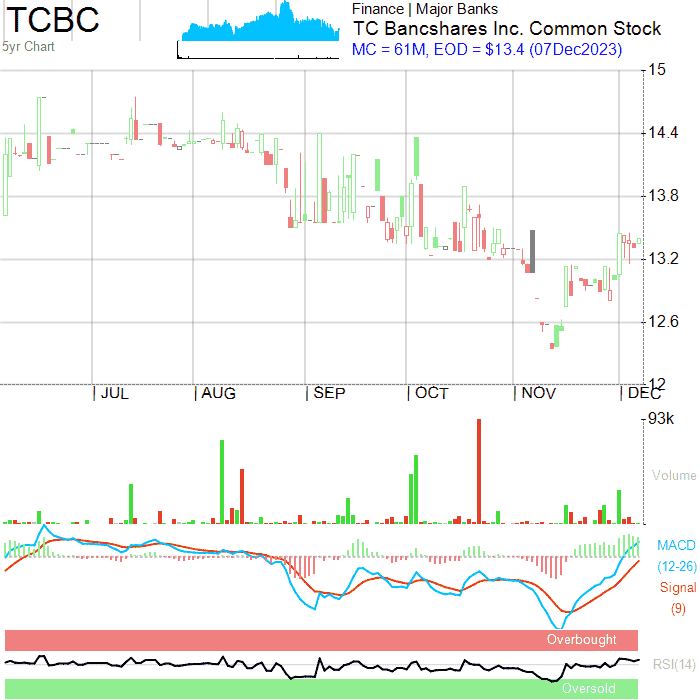 TCBC
5yr Chart
Finance | Major Banks
TC Bancshares Inc. Common Stock
MC = 61M, EOD = $13.4 (07Dec2023)
15
14.4
13.8
13.2
12.6
12
JUL AUG SEP OCT NOV DEC
93k
Volume
MACD
(12-26)
Signal
(9)
Overbought
RSI(14)
Oversold